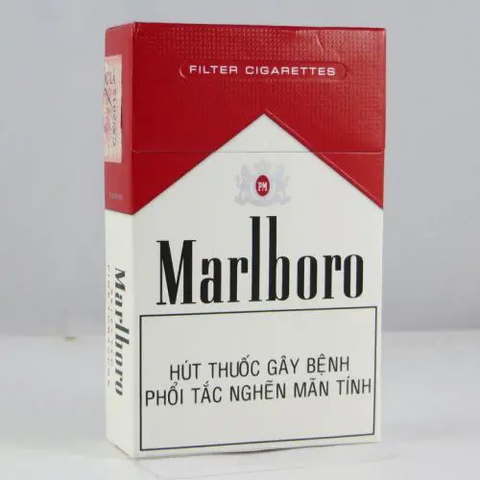 FILTER CIGARETTES
PM
Marlboro
HÚT THUỐC GÂY BỆNH
PHỔI TẮC NGHẼN MÃN TÍNH
Marlboro